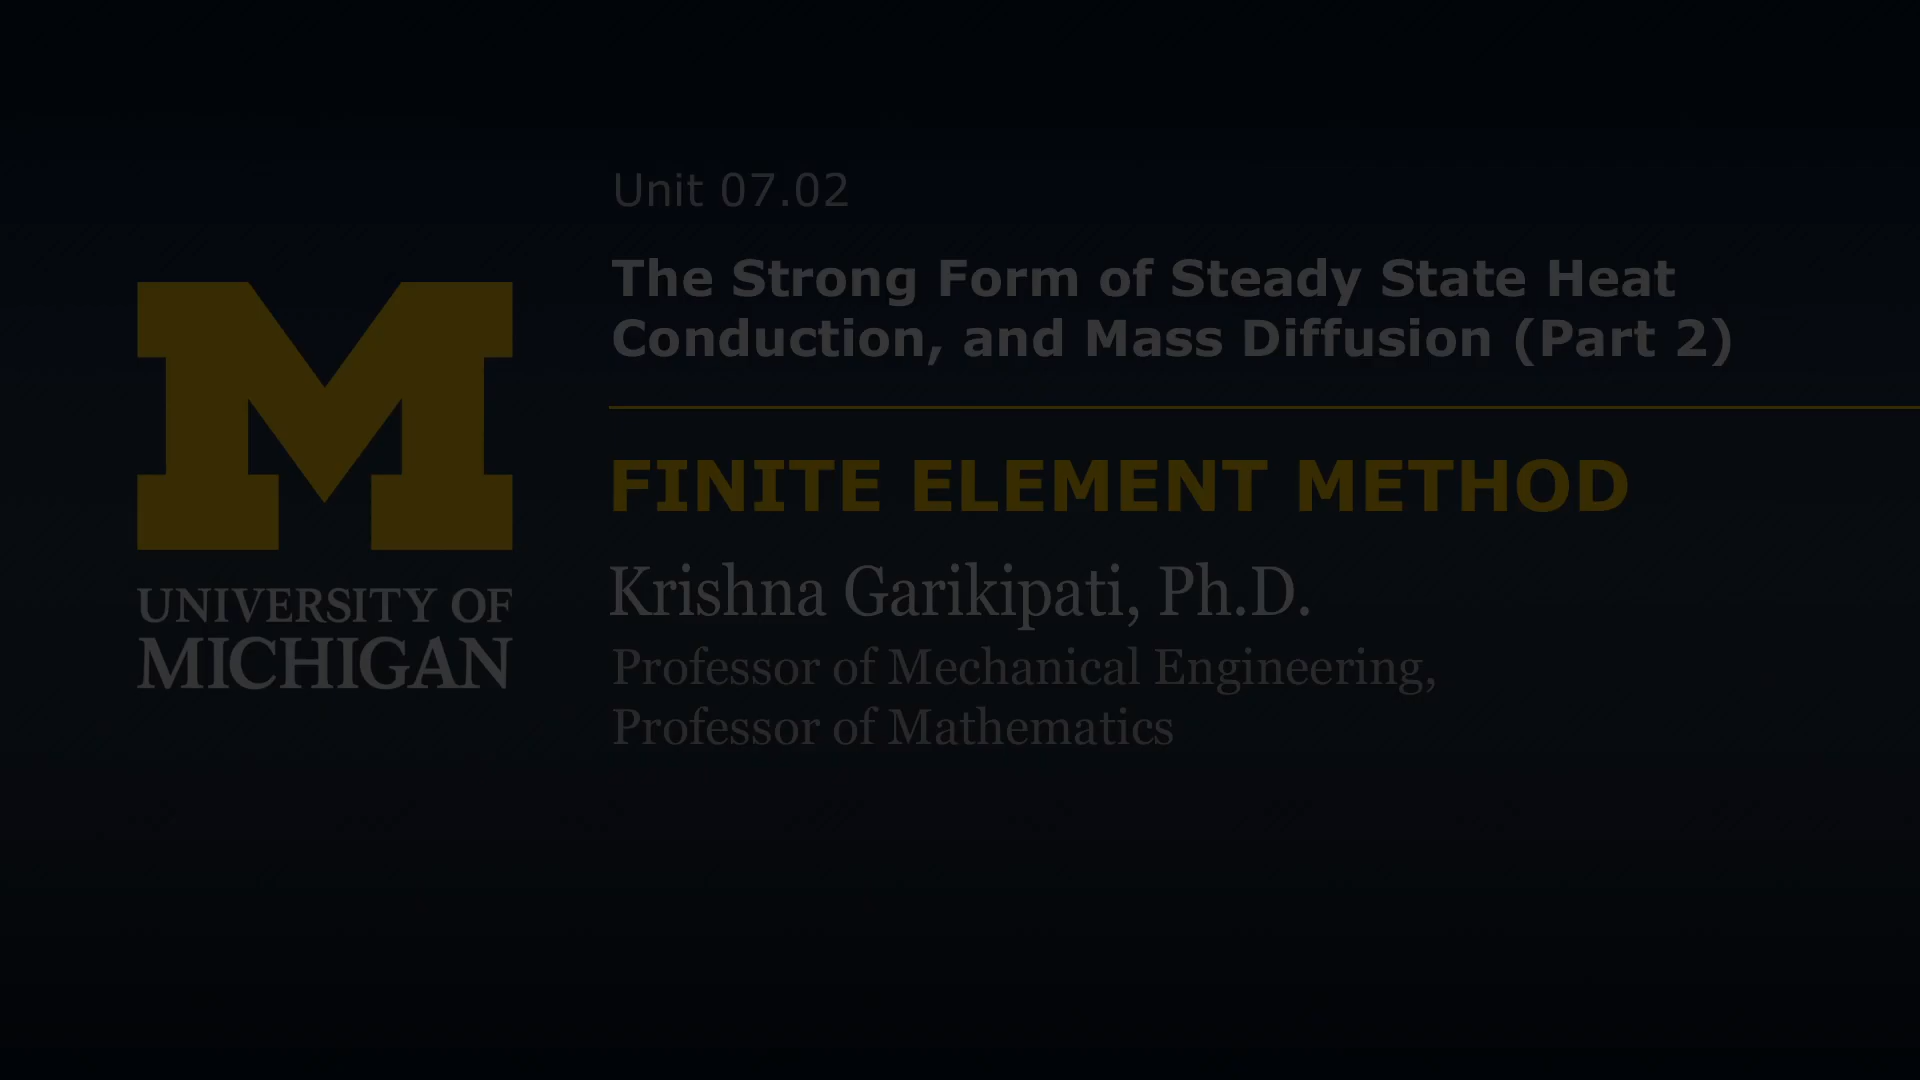 Unit 07.02
The Strong Form of Steady State Heat
Conduction, and Mass Diffusion (Part 2)
FINITE ELEMENT METHOD
Krishna Garikipati, Ph.D.
Professor of Mechanical Engineering,
Professor of Mathematics
M
UNIVERSITY OF
MICHIGAN